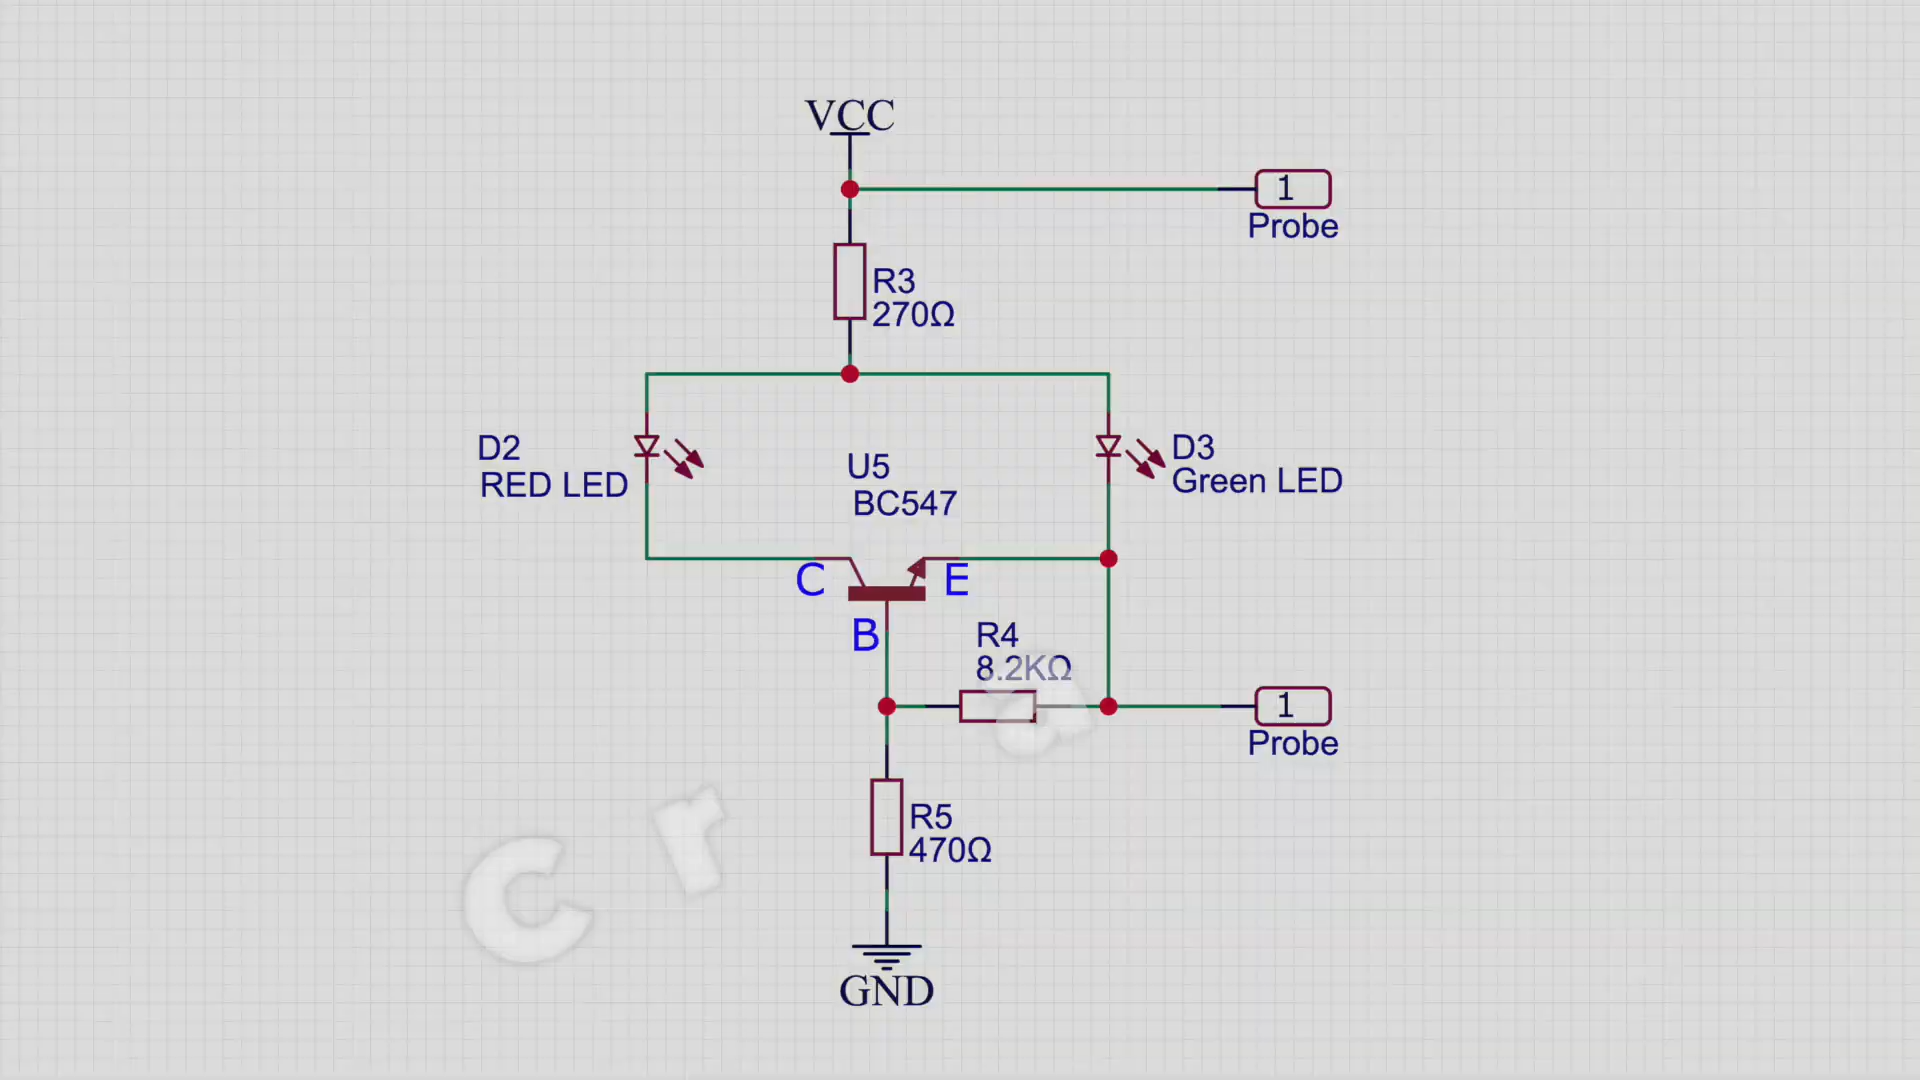 VCC
1
Probe
R3
270Ω
D2
RED LED
U5
BC547
D3
Green LED
C
E
B
R4
8.2KΩ
1
Probe
R5
470Ω
GND
C r a